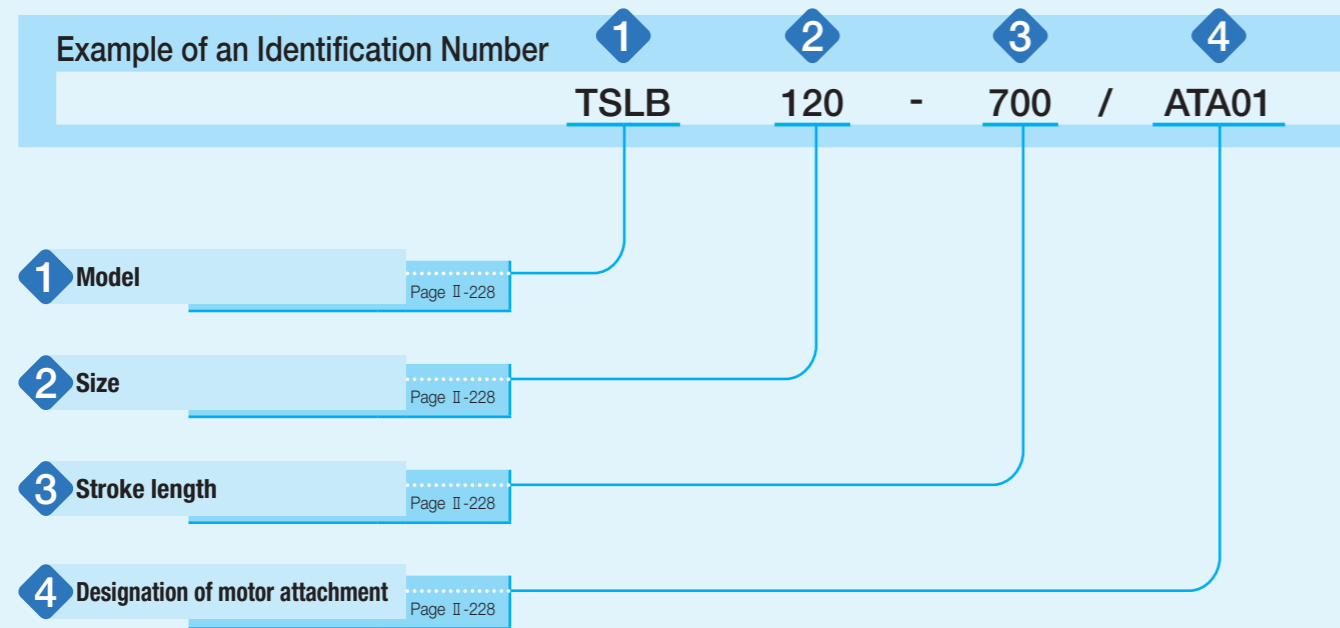 Example of an Identification Number 1 2 3 4
TSLB 120 - 700 / ATA01
1 Model
Page Ⅱ-228
2 Size
Page Ⅱ-228
3 Stroke length
Page Ⅱ-228
4 Designation of motor attachment
Page Ⅱ-228